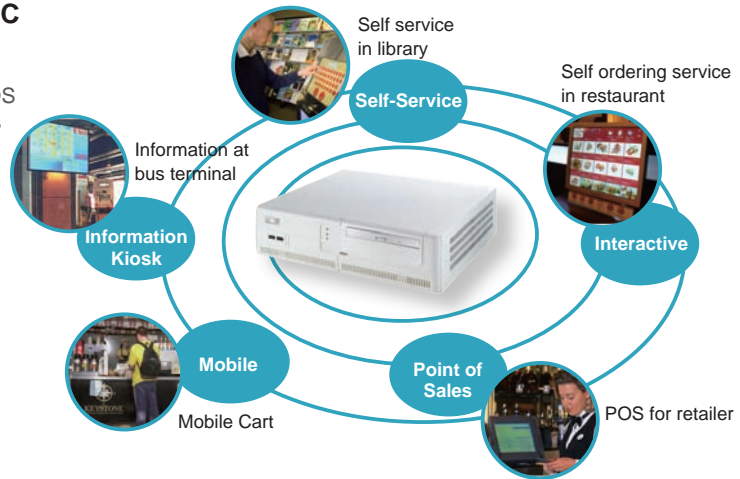 C
OS
Self service
in library
Self-Service
Self ordering service
in restaurant
Information at
bus terminal
Information
Kiosk
Interactive
Mobile
Point of
Sales
KEYSTONE
Mobile Cart
POS for retailer